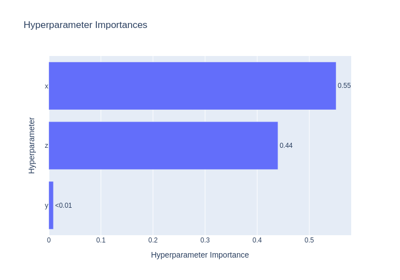 Hyperparameter Importances
Hyperparameter
x
0.55
z
0.44
y
<0.01
0
0.1
0.2
0.3
0.4
0.5
Hyperparameter Importance